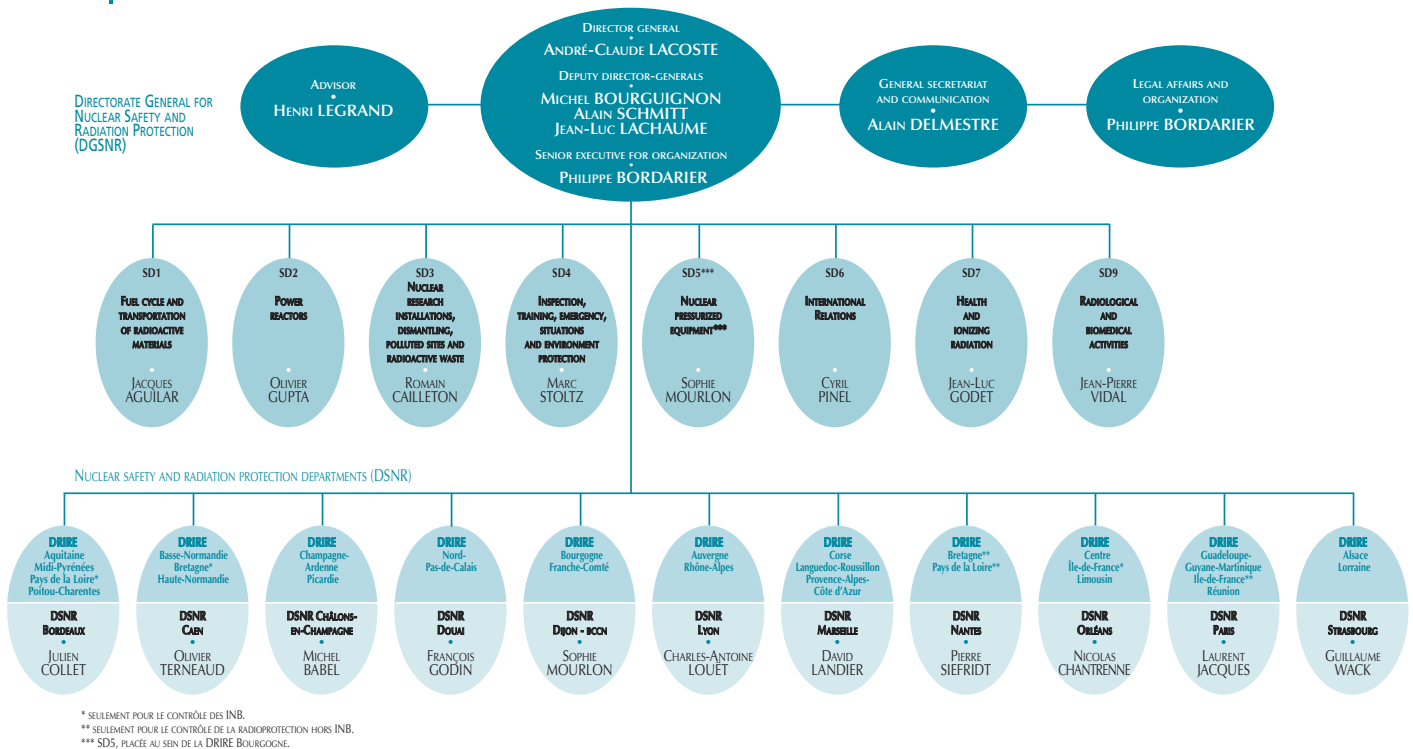 Directorate General for
Nuclear Safety and
Radiation Protection
(DGSNR)
Advisor
•
Henri LEGRAND
Director general
•
André-Claude LACOSTE
Deputy director-generals
•
Michel BOURGUIGNON
Alain SCHMITT
Jean-Luc LACHAUME
Senior executive for organization
•
Philippe BORDARIER
General secretariat
and communication
•
Alain DELMESTRE
Legal affairs and
organization
•
Philippe BORDARIER
SD1
Fuel cycle and
transportation
of radioactive
materials
•
Jacques
AGUILAR
SD2
Power
reactors
•
Olivier
GUPTA
SD3
Nuclear
research
installations,
dismantling,
polluted sites and
radioactive waste
•
Romain
CAILLETON
SD4
Inspection,
training, emergency,
situations
and environment
protection
•
Marc
STOLTZ
SD5***
Nuclear
pressurized
equipment***
•
Sophie
MOURLON
SD6
International
Relations
•
Cyril
PINEL
SD7
Health
and
ionizing
radiation
•
Jean-Luc
GODET
SD9
Radiological
and
biomedical
activities
•
Jean-Pierre
VIDAL
Nuclear safety and radiation protection departments (DSNR)
DRIRE
Aquitaine
Midi-Pyrénées
Pays de la Loire*
Poitou-Charentes
DSNR
Bordeaux
•
Julien
COLLET
DRIRE
Basse-Normandie
Bretagne*
Haute-Normandie
DSNR
Caen
•
Olivier
TERNEAUD
DRIRE
Champagne-
Ardenne
Picardie
DSNR Châlons-
en-Champagne
•
Michel
BABEL
DRIRE
Nord-
Pas-de-Calais
DSNR
Douai
•
François
GODIN
DRIRE
Bourgogne
Franche-Comté
DSNR
Dijon - bccn
•
Sophie
MOURLON
DRIRE
Auvergne
Rhône-Alpes
DSNR
Lyon
•
Charles-Antoine
LOUET
DRIRE
Corse
Languedoc-Roussillon
Provence-Alpes-
Côte d'Azur
DSNR
Marseille
•
David
LANDIER
DRIRE
Bretagne**
Pays de la Loire**
DSNR
Nantes
•
Pierre
SIEFRIDT
DRIRE
Centre
Île-de-France*
Limousin
DSNR
Orléans
•
Nicolas
CHANTRENNE
DRIRE
Guadeloupe-
Guyane-Martinique
Ile-de-France**
Réunion
DSNR
Paris
•
Laurent
JACQUES
DRIRE
Alsace
Lorraine
DSNR
Strasbourg
•
Guillaume
WACK
* seulement pour le contrôle des INB.
** seulement pour le contrôle de la radioprotection hors INB.
*** SD5, placée au sein de la DRIRE Bourgogne.